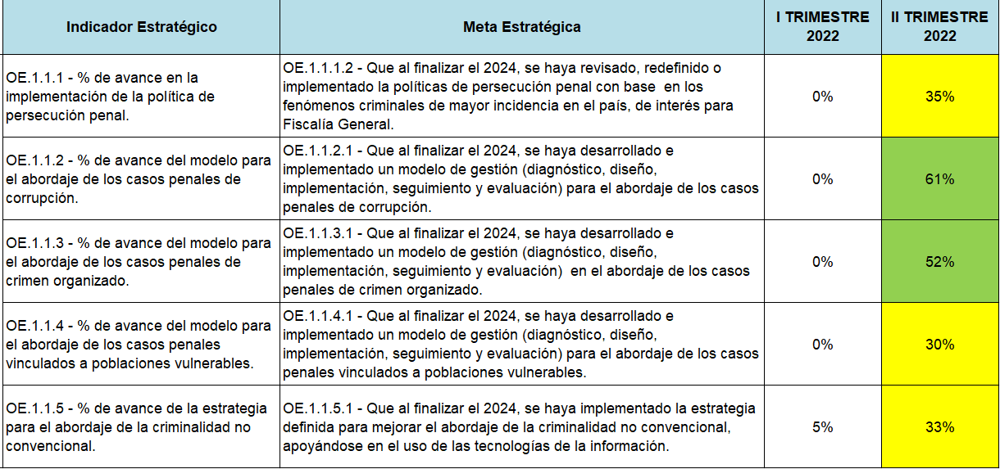 Indicador Estratégico
Meta Estratégica
I TRIMESTRE
2022
II TRIMESTRE
2022
OE.1.1.1 - % de avance en la
implementación de la política de
persecución penal.
OE.1.1.1.2 - Que al finalizar el 2024, se haya revisado, redefinido o
implementado la políticas de persecución penal con base en los
fenómenos criminales de mayor incidencia en el país, de interés para
Fiscalía General.
0%
35%
OE.1.1.2 - % de avance del modelo para
el abordaje de los casos penales de
corrupción.
OE.1.1.2.1 - Que al finalizar el 2024, se haya desarrollado e
implementado un modelo de gestión (diagnóstico, diseño,
implementación, seguimiento y evaluación) para el abordaje de los casos
penales de corrupción.
0%
61%
OE.1.1.3 - % de avance del modelo para
el abordaje de los casos penales de
crimen organizado.
OE.1.1.3.1 - Que al finalizar el 2024, se haya desarrollado e
implementado un modelo de gestión (diagnóstico, diseño,
implementación, seguimiento y evaluación) en el abordaje de los casos
penales de crimen organizado.
0%
52%
OE.1.1.4 - % de avance del modelo para
el abordaje de los casos penales
vinculados a poblaciones vulnerables.
OE.1.1.4.1 - Que al finalizar el 2024, se haya desarrollado e
implementado un modelo de gestión (diagnóstico, diseño,
implementación, seguimiento y evaluación) para el abordaje de los casos
penales vinculados a poblaciones vulnerables.
0%
30%
OE.1.1.5 - % de avance de la estrategia
para el abordaje de la criminalidad no
convencional.
OE.1.1.5.1 - Que al finalizar el 2024, se haya implementado la estrategia
definida para mejorar el abordaje de la criminalidad no convencional,
apoyándose en el uso de las tecnologías de la información.
5%
33%